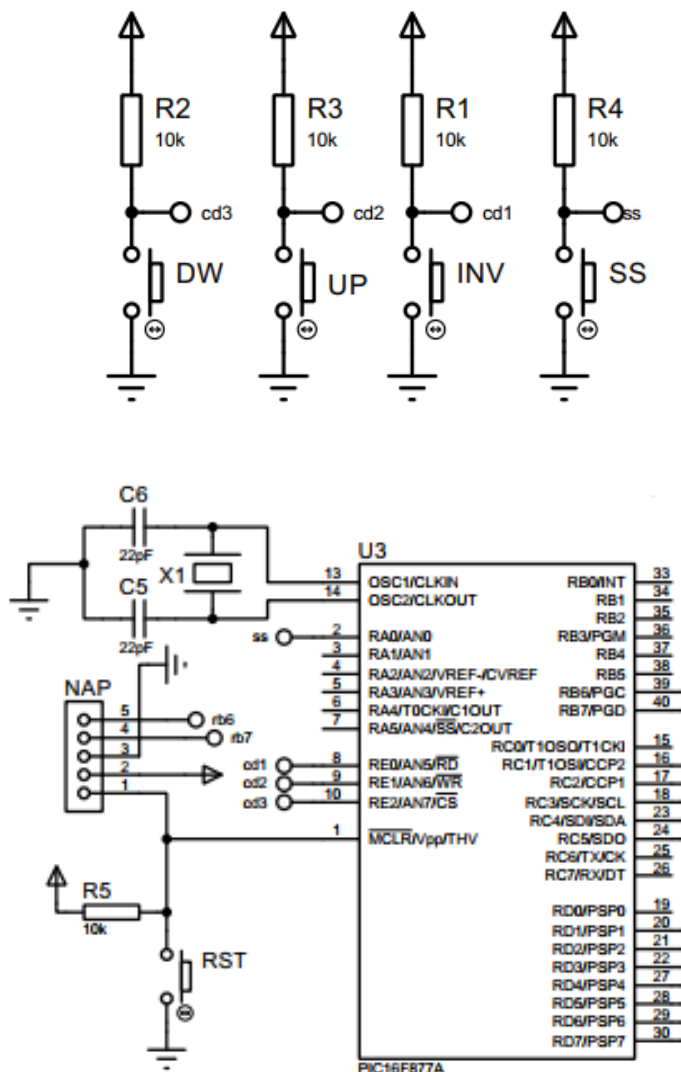 R2 R3 R1 R4
10k 10k 10k 10k
cd3 cd2 cd1 ss
DW UP INV SS
C6
22pF
X1
C5
22pF
NAP
5 rb6
4 rb7
3
2
1
R5
10k
RST
ss
cd1
cd2
cd3
U3
13 OSC1/CLKIN
14 OSC2/CLKOUT
2 RA0/AN0
3 RA1/AN1
4 RA2/AN2/VREF-/CVREF
5 RA3/AN3/VREF+
6 RA4/T0CKI/C1OUT
7 RA5/AN4/SS/C2OUT
8 RE0/AN5/RD
9 RE1/AN6/WR
10 RE2/AN7/CS
1 MCLR/Vpp/THV
RB0/INT 33
RB1 34
RB2 35
RB3/PGM 36
RB4 37
RB5 38
RB6/PGC 39
RB7/PGD 40
RC0/T1OSO/T1CKI 15
RC1/T1OSI/CCP2 16
RC2/CCP1 17
RC3/SCK/SCL 18
RC4/SDI/SDA 23
RC5/SDO 24
RC6/TX/CK 25
RC7/RX/DT 26
RD0/PSP0 19
RD1/PSP1 20
RD2/PSP2 21
RD3/PSP3 22
RD4/PSP4 27
RD5/PSP5 28
RD6/PSP6 29
RD7/PSP7 30
PIC16F877A